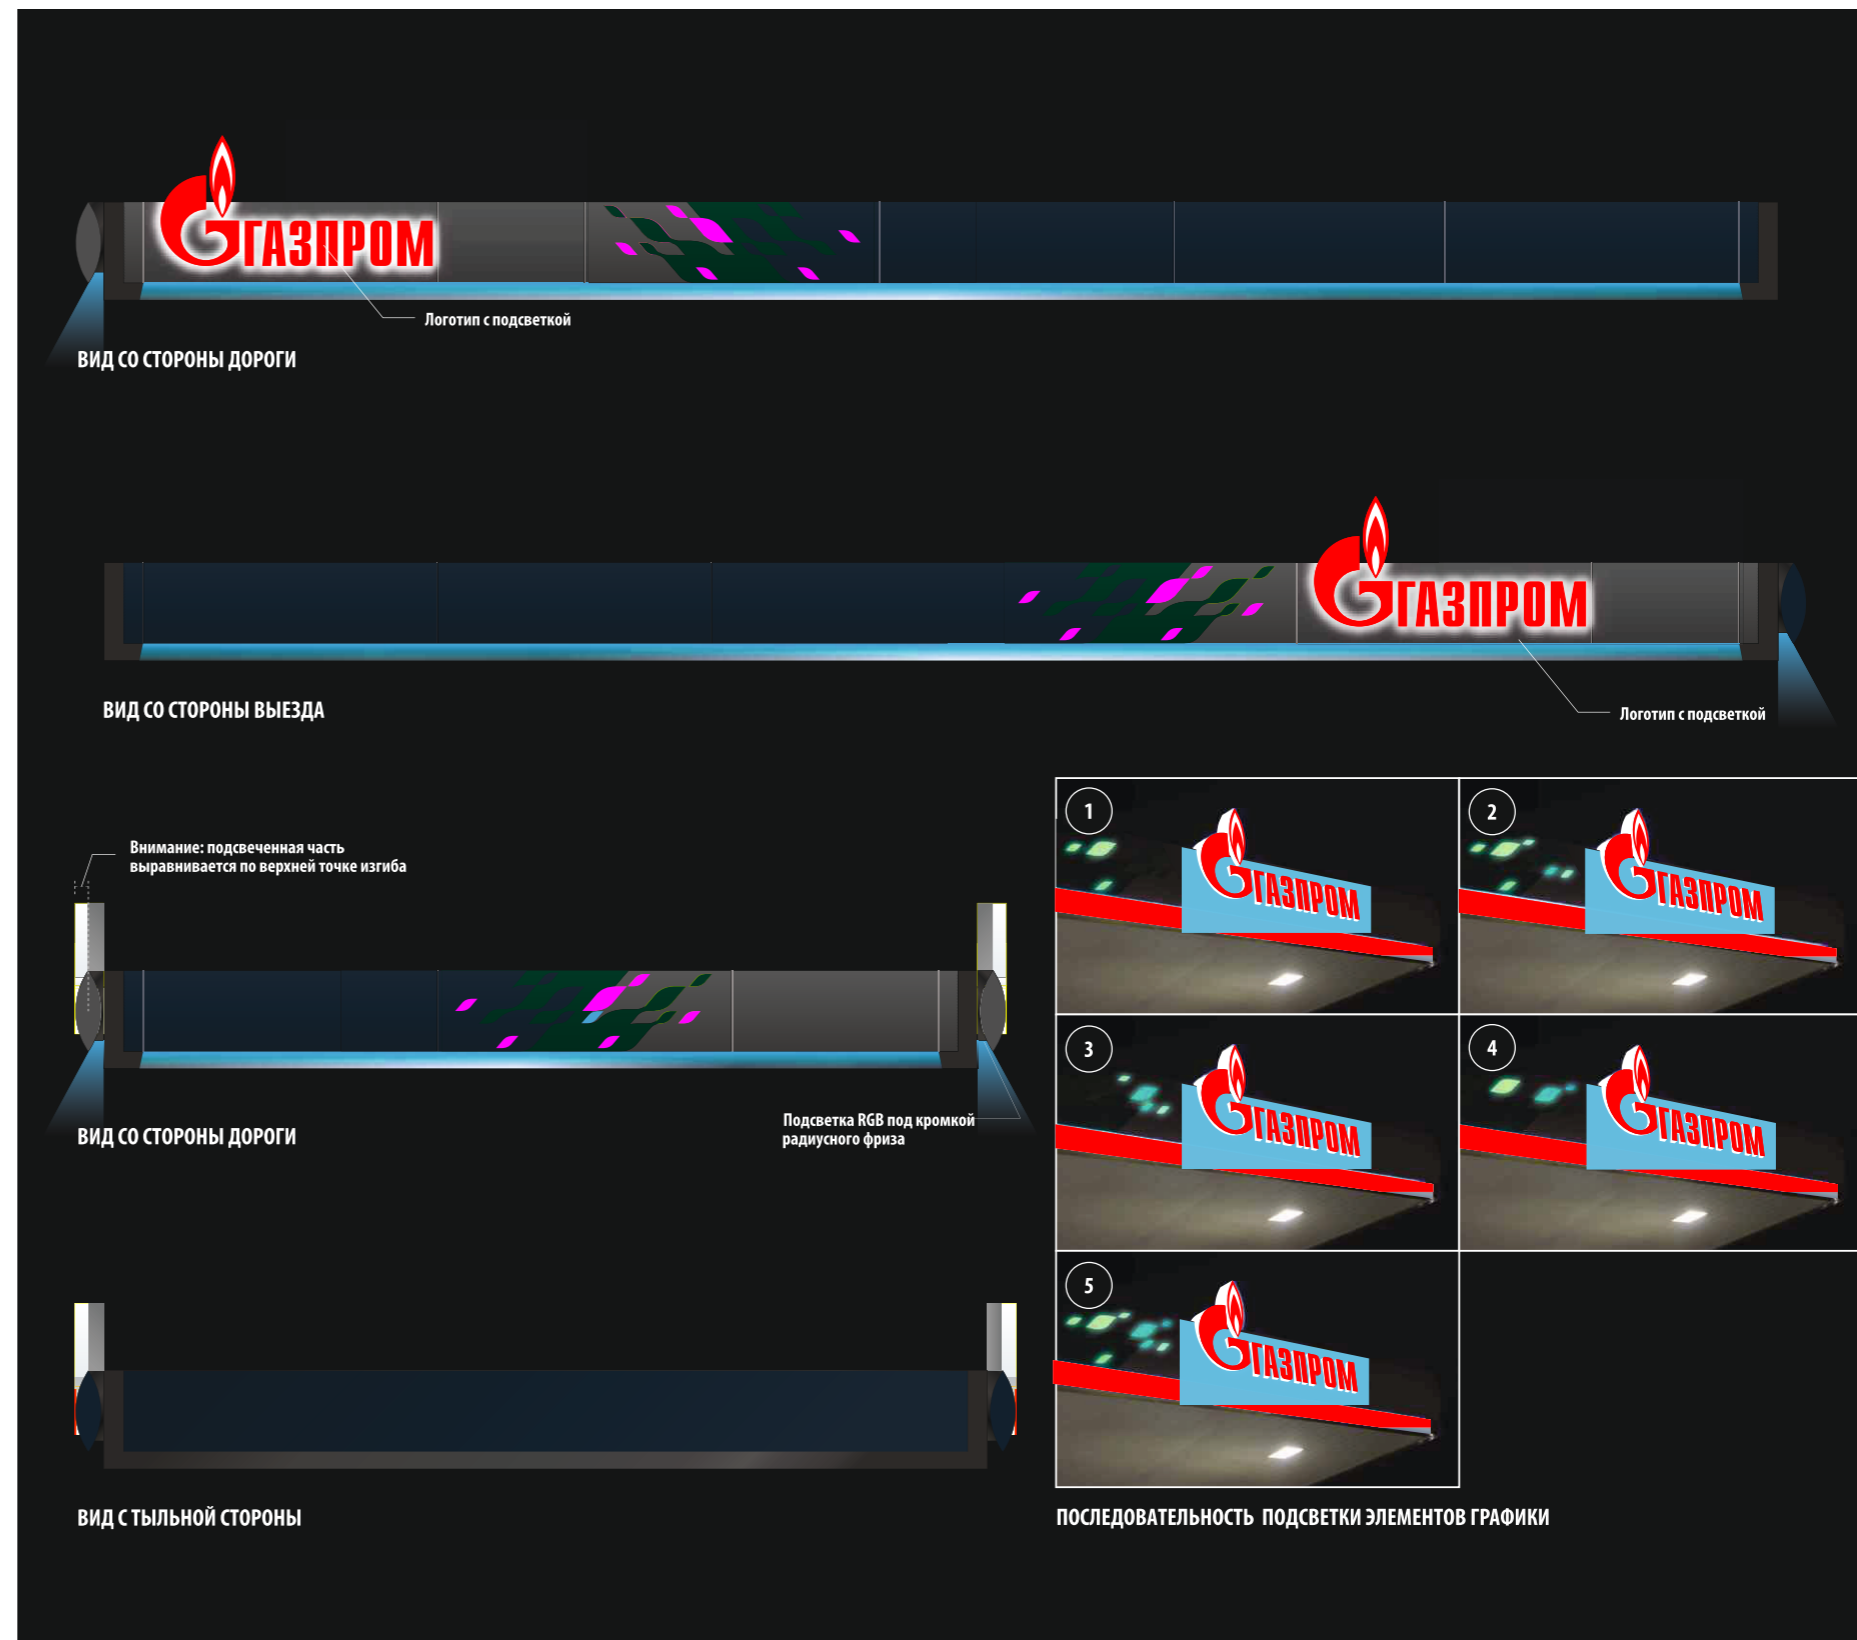 ГАЗПРОМ
Логотип с подсветкой
ВИД СО СТОРОНЫ ДОРОГИ
ГАЗПРОМ
ВИД СО СТОРОНЫ ВЫЕЗДА
Логотип с подсветкой
Внимание: подсвеченная часть
выравнивается по верхней точке изгиба
Подсветка RGB под кромкой
радиусного фриза
ВИД СО СТОРОНЫ ДОРОГИ
ВИД С ТЫЛЬНОЙ СТОРОНЫ
1
ГАЗПРОМ
2
ГАЗПРОМ
3
ГАЗПРОМ
4
ГАЗПРОМ
5
ГАЗПРОМ
ПОСЛЕДОВАТЕЛЬНОСТЬ ПОДСВЕТКИ ЭЛЕМЕНТОВ ГРАФИКИ